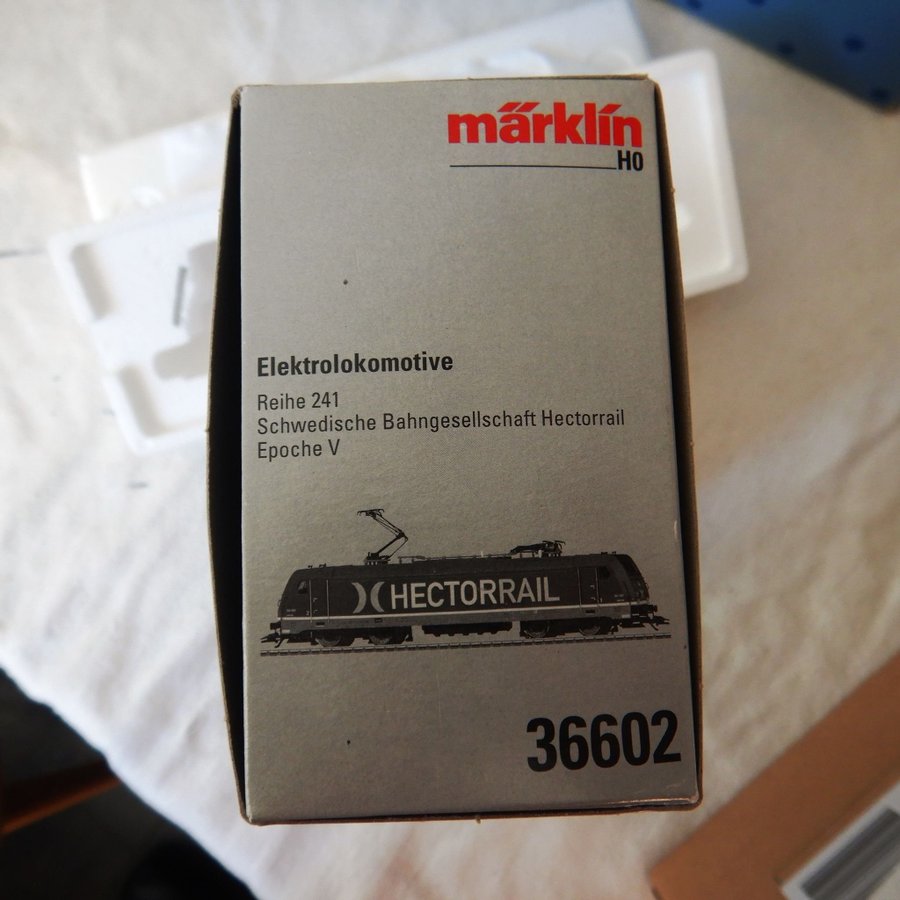 märklin
H0
Elektrolokomotive
Reihe 241
Schwedische Bahngesellschaft Hectorrail
Epoche V
HECTORRAIL
36602